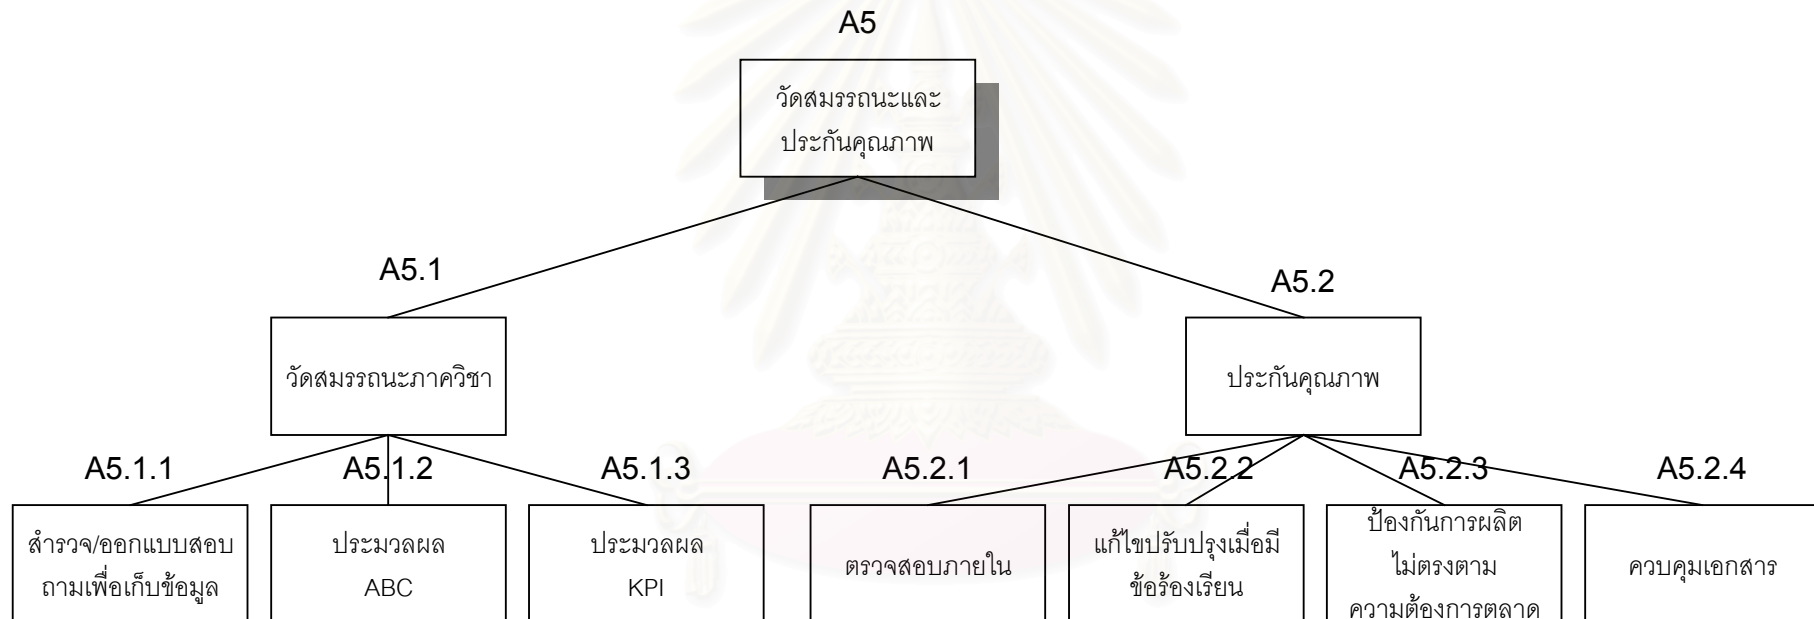 A5
วัดสมรรถนะและ
ประกันคุณภาพ
A5.1
วัดสมรรถนะภาควิชา
A5.2
ประกันคุณภาพ
A5.1.1
สำรวจ/ออกแบบสอบ
ถามเพื่อเก็บข้อมูล
A5.1.2
ประมวลผล
ABC
A5.1.3
ประมวลผล
KPI
A5.2.1
ตรวจสอบภายใน
A5.2.2
แก้ไขปรับปรุงเมื่อมี
ข้อร้องเรียน
A5.2.3
ป้องกันการผลิต
ไม่ตรงตาม
ความต้องการตลาด
A5.2.4
ควบคุมเอกสาร